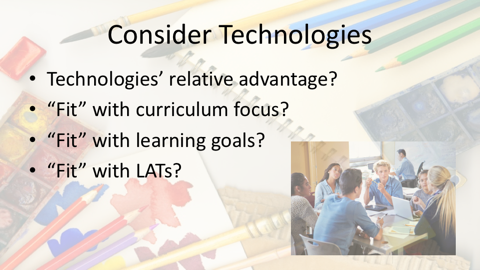 Consider Technologies
• Technologies’ relative advantage?
• “Fit” with curriculum focus?
• “Fit” with learning goals?
• “Fit” with LATs?